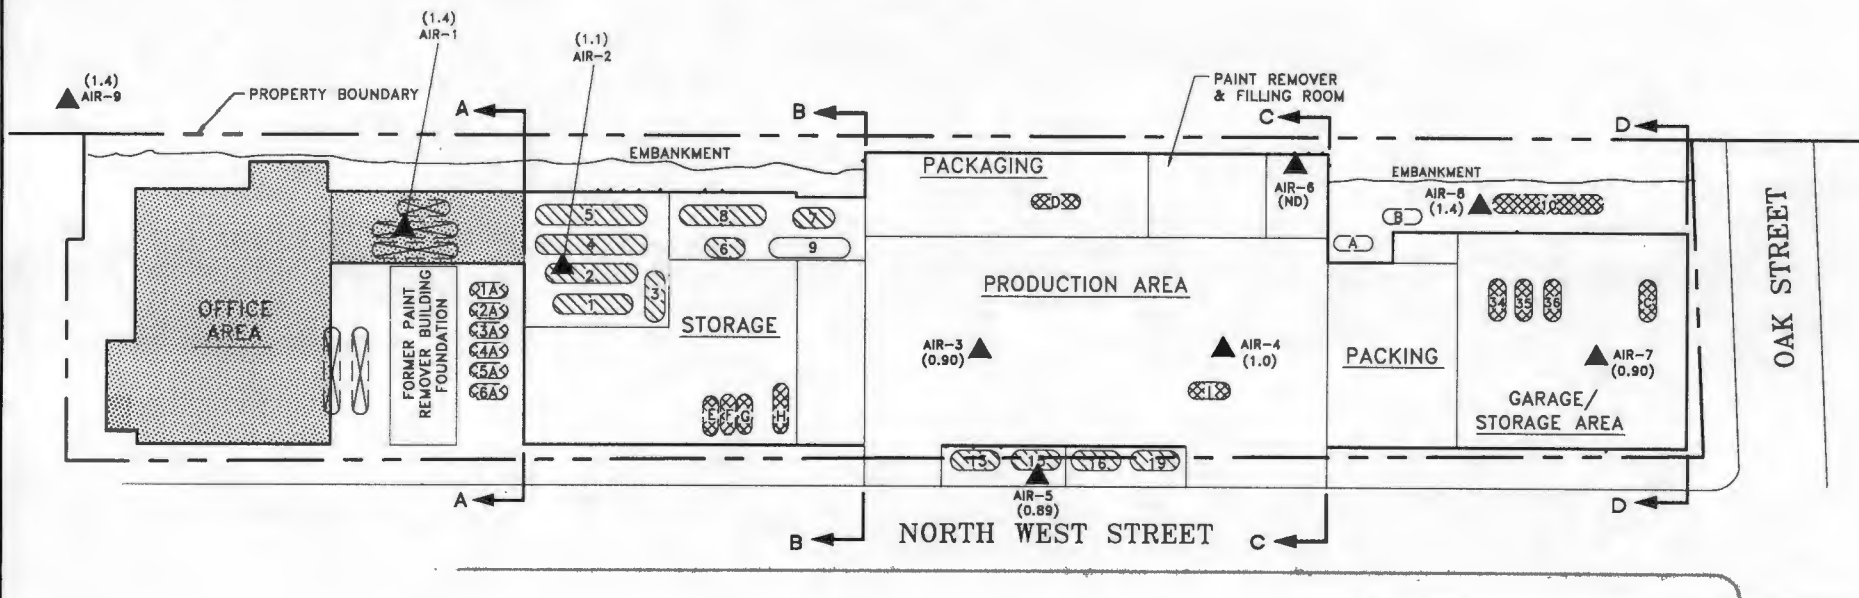 (1.4)
AIR-1
(1.1)
AIR-2
(1.4)
AIR-9
PROPERTY BOUNDARY
A
B
PAINT REMOVER
& FILLING ROOM
C
D
EMBANKMENT
PACKAGING
AIR-6
(ND)
EMBANKMENT
AIR-8
(1.4)
10
OAK STREET
5
8
7
D
B
A
4
6
9
2
3
1
OFFICE
AREA
FORMER PAINT
REMOVER BUILDING
FOUNDATION
1A
2A
3A
4A
5A
6A
STORAGE
PRODUCTION AREA
AIR-3
(0.90)
AIR-4
(1.0)
PACKING
34
35
36
C
AIR-7
(0.90)
GARAGE/
STORAGE AREA
E
F
G
H
I
13
15
16
19
AIR-5
(0.89)
NORTH WEST STREET
A
B
C
D